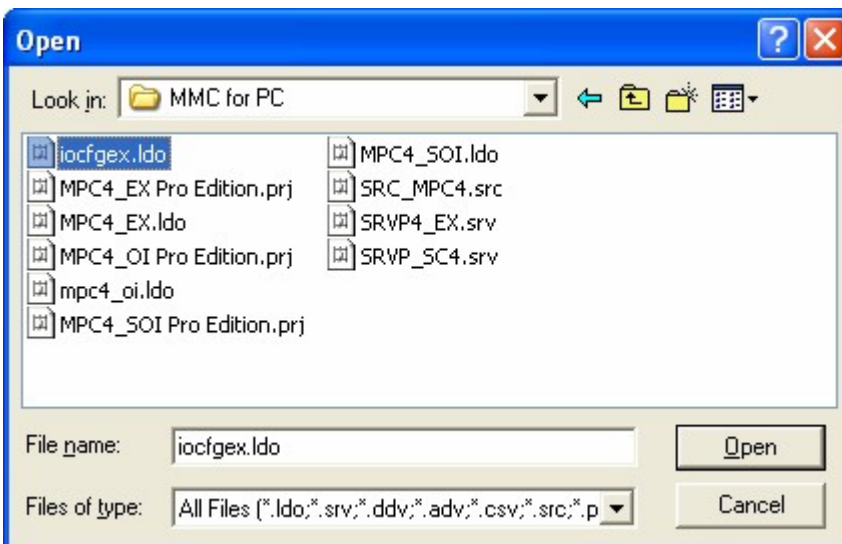 Open
Look in: MMC for PC
iocfgex.ldo
MPC4_EX Pro Edition.prj
MPC4_EX.ldo
MPC4_OI Pro Edition.prj
mpc4_oi.ldo
MPC4_SOI Pro Edition.prj
MPC4_SOI.ldo
SRC_MPC4.src
SRVP4_EX.srv
SRVP_SC4.srv
File name: iocfgex.ldo Open
Files of type: All Files (*.ldo;*.srv;*.ddv;*.adv;*.csv;*.src;*.p Cancel